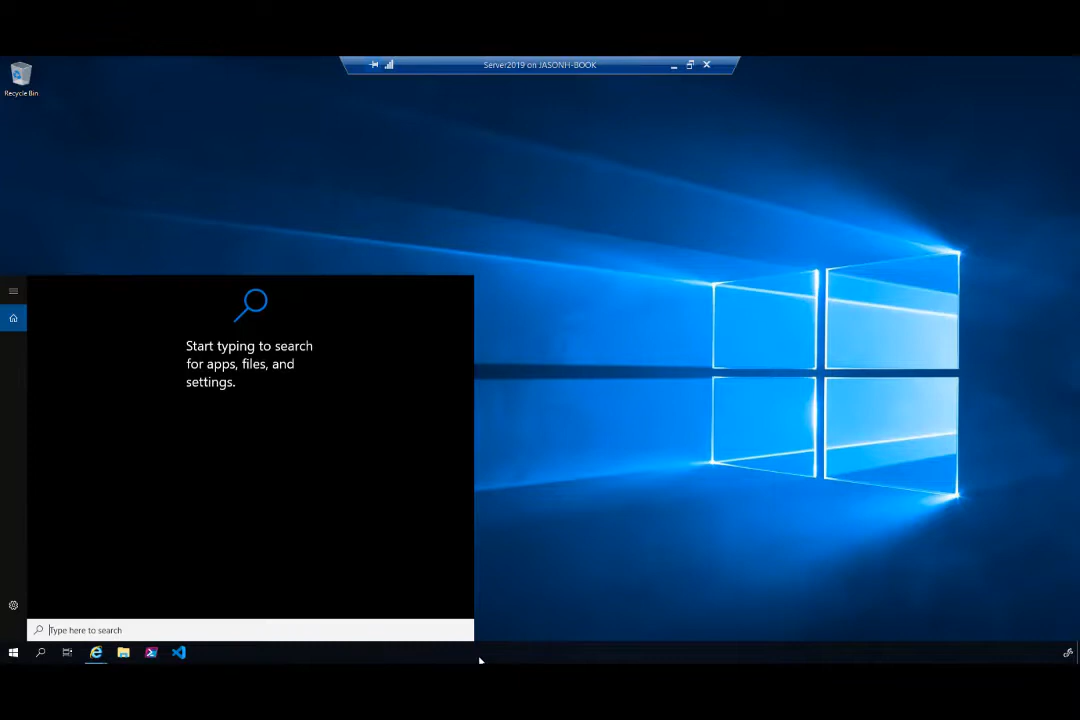 Server2019 on JASONH-BOOK
Recycle Bin
Start typing to search
for apps, files, and
settings.
Type here to search